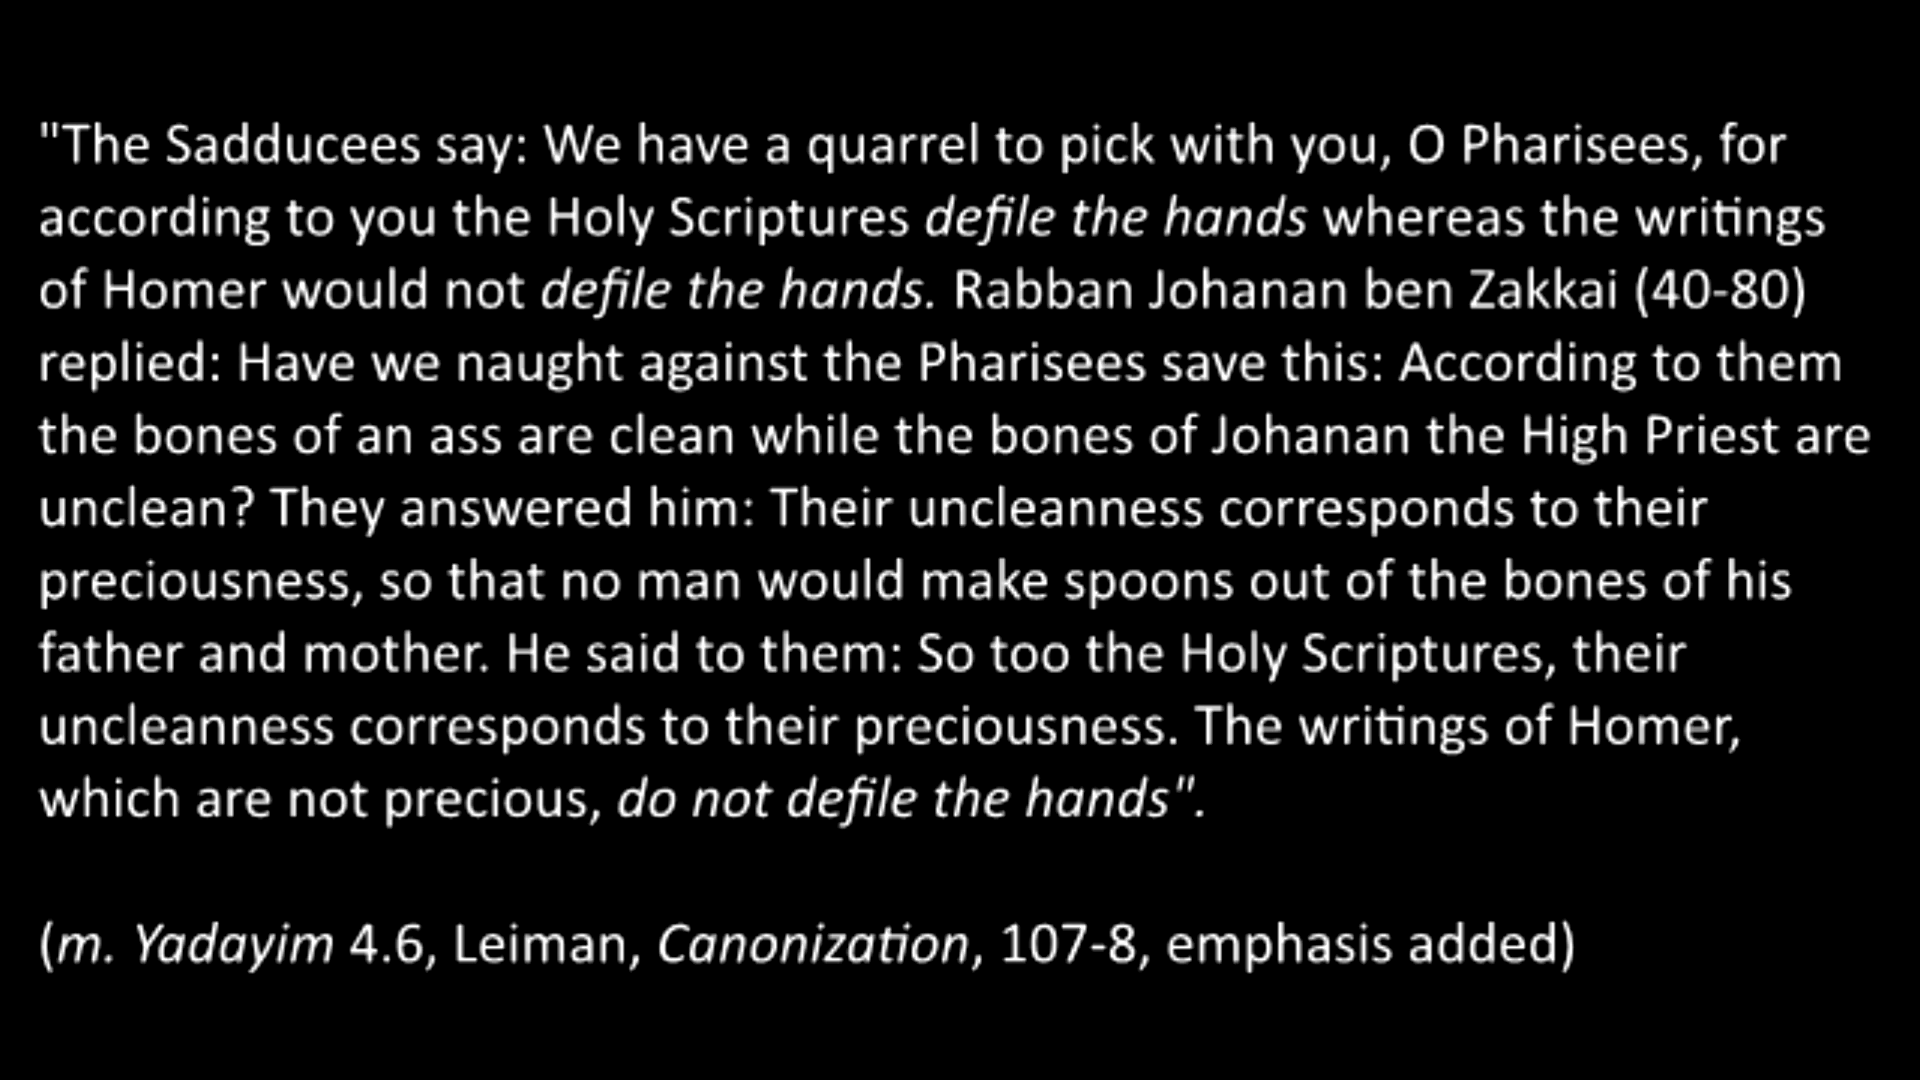 "The Sadducees say: We have a quarrel to pick with you, O Pharisees, for
according to you the Holy Scriptures defile the hands whereas the writings
of Homer would not defile the hands. Rabban Johanan ben Zakkai (40-80)
replied: Have we naught against the Pharisees save this: According to them
the bones of an ass are clean while the bones of Johanan the High Priest are
unclean? They answered him: Their uncleanness corresponds to their
preciousness, so that no man would make spoons out of the bones of his
father and mother. He said to them: So too the Holy Scriptures, their
uncleanness corresponds to their preciousness. The writings of Homer,
which are not precious, do not defile the hands".
(m. Yadayim 4.6, Leiman, Canonization, 107-8, emphasis added)